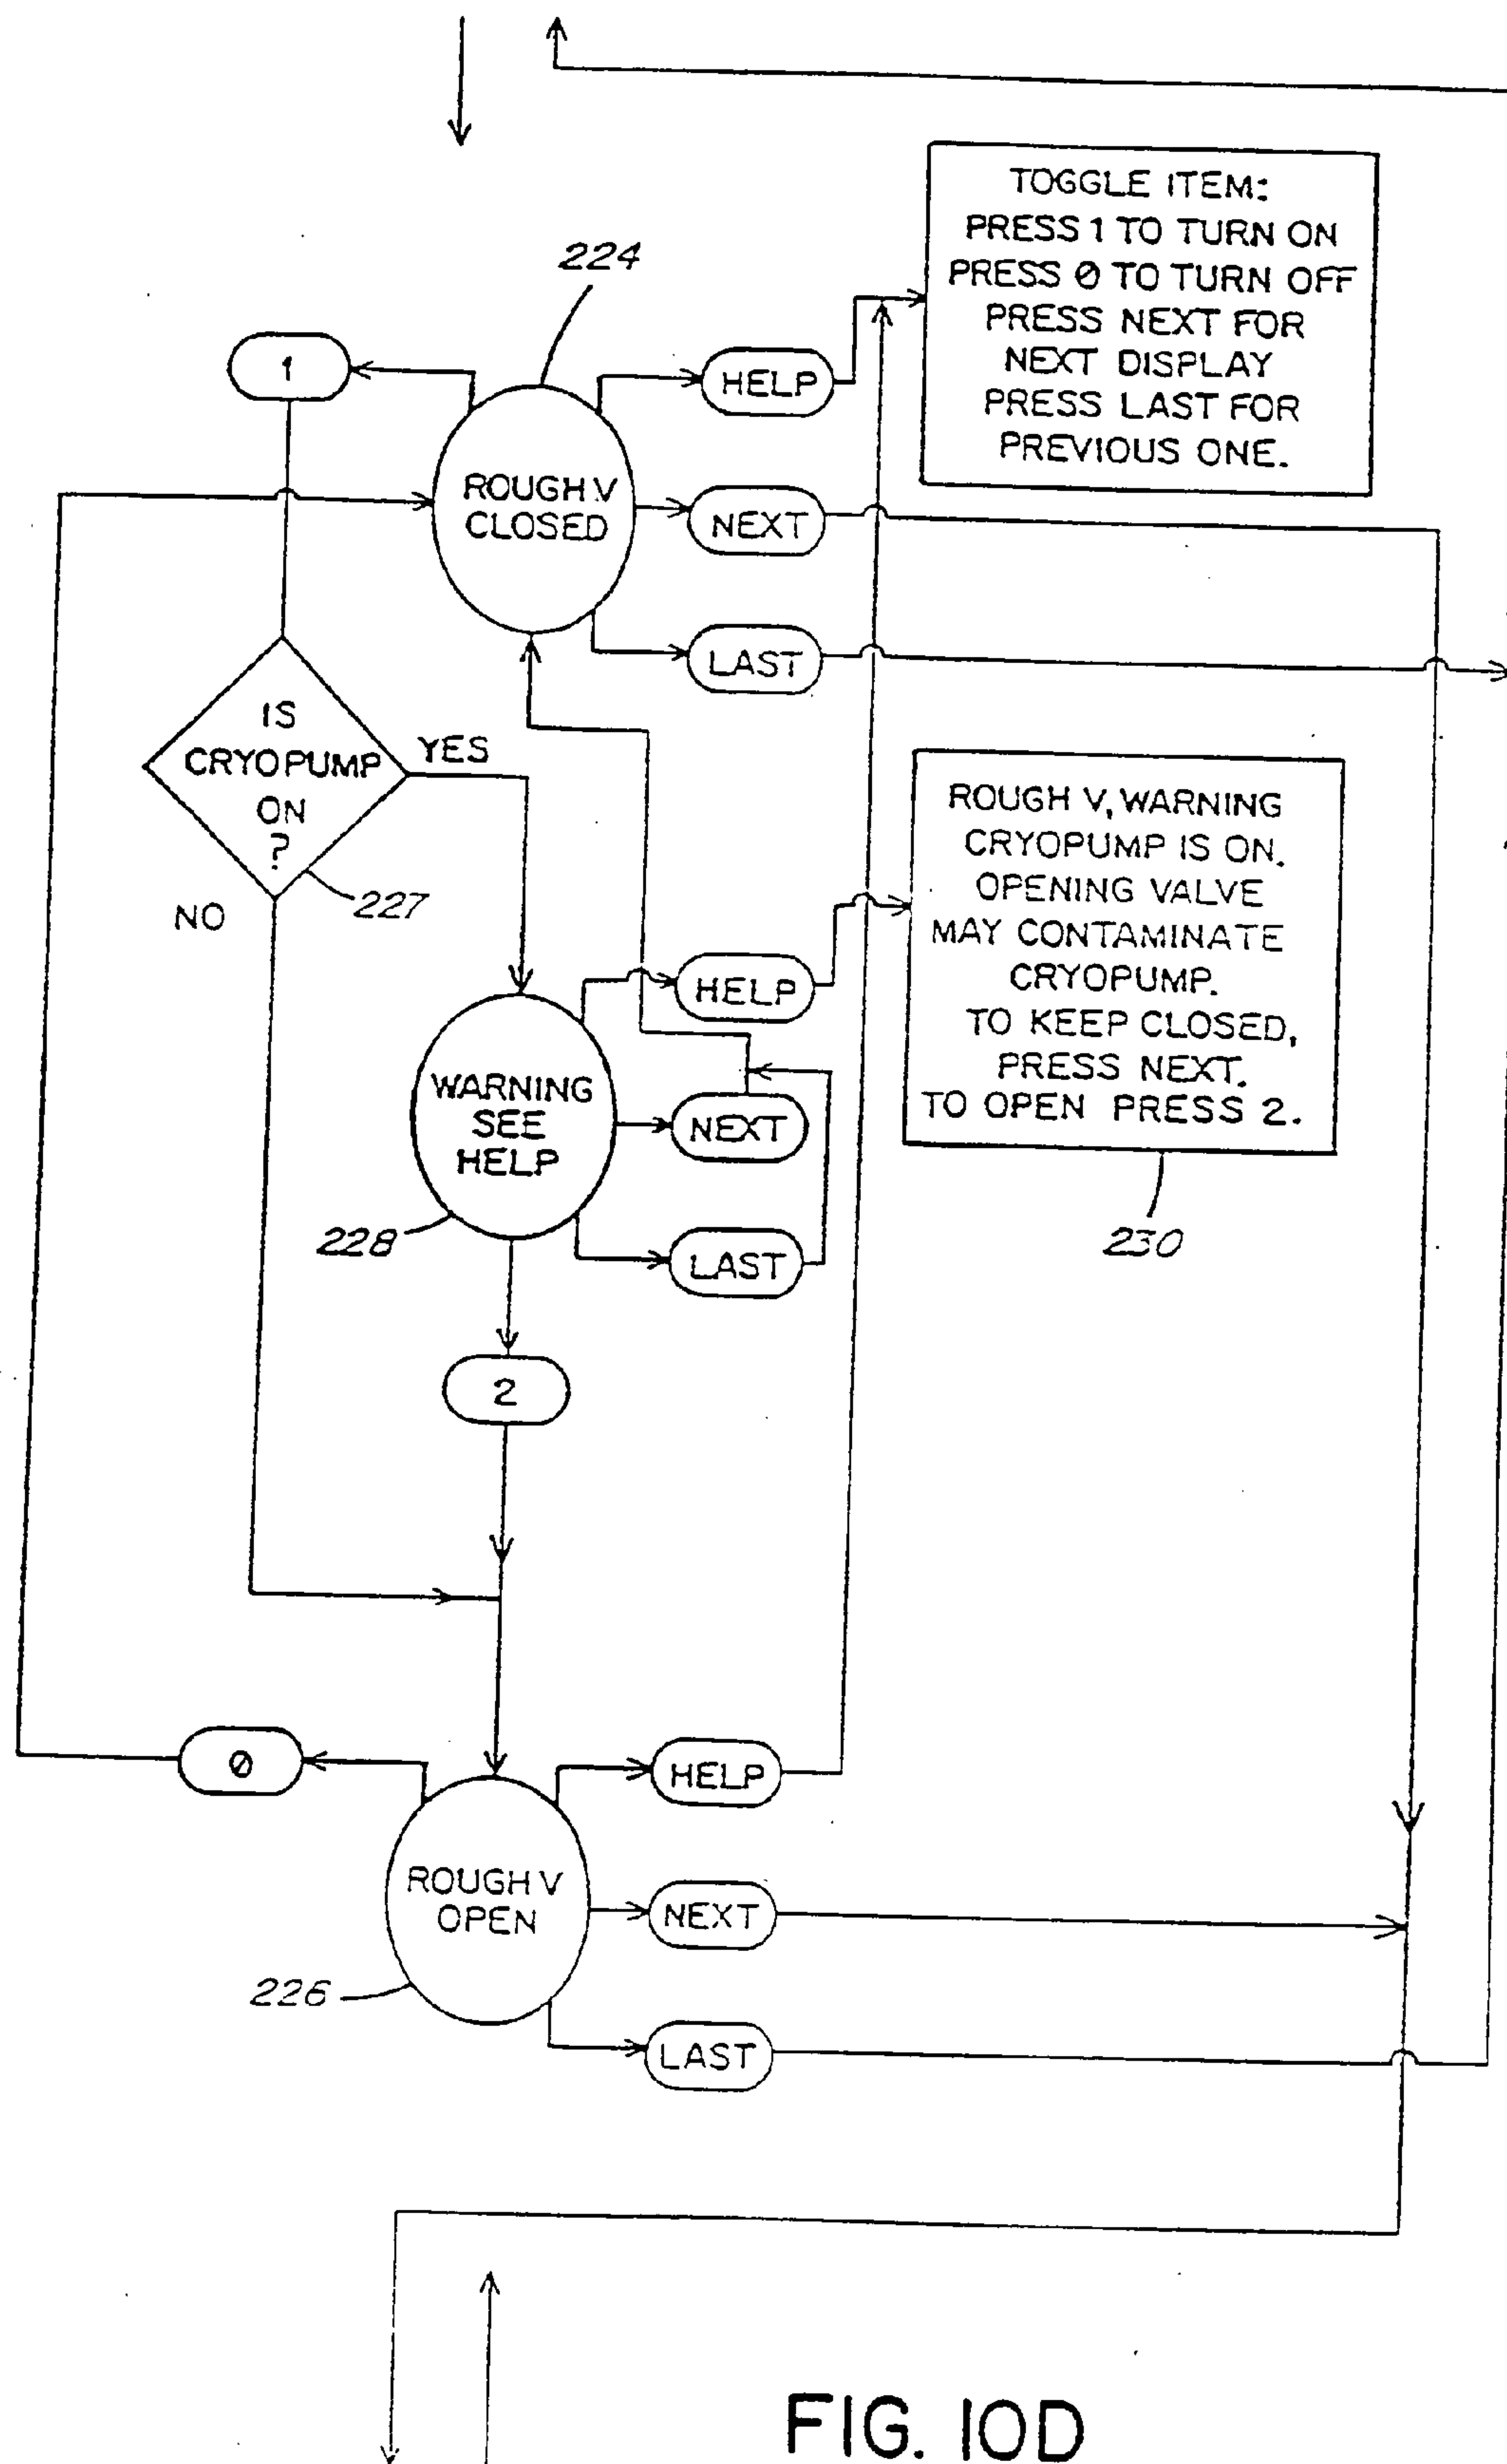 TOGGLE ITEM:
PRESS 1 TO TURN ON
PRESS 0 TO TURN OFF
PRESS NEXT FOR
NEXT DISPLAY
PRESS LAST FOR
PREVIOUS ONE.
224
1
HELP
ROUGH V
CLOSED
NEXT
LAST
IS
CRYOPUMP
ON
?
YES
NO
227
ROUGH V, WARNING
CRYOPUMP IS ON.
OPENING VALVE
MAY CONTAMINATE
CRYOPUMP.
TO KEEP CLOSED,
PRESS NEXT.
TO OPEN PRESS 2.
230
HELP
WARNING
SEE
HELP
NEXT
228
LAST
2
0
HELP
ROUGH V
OPEN
NEXT
226
LAST
FIG. 10D